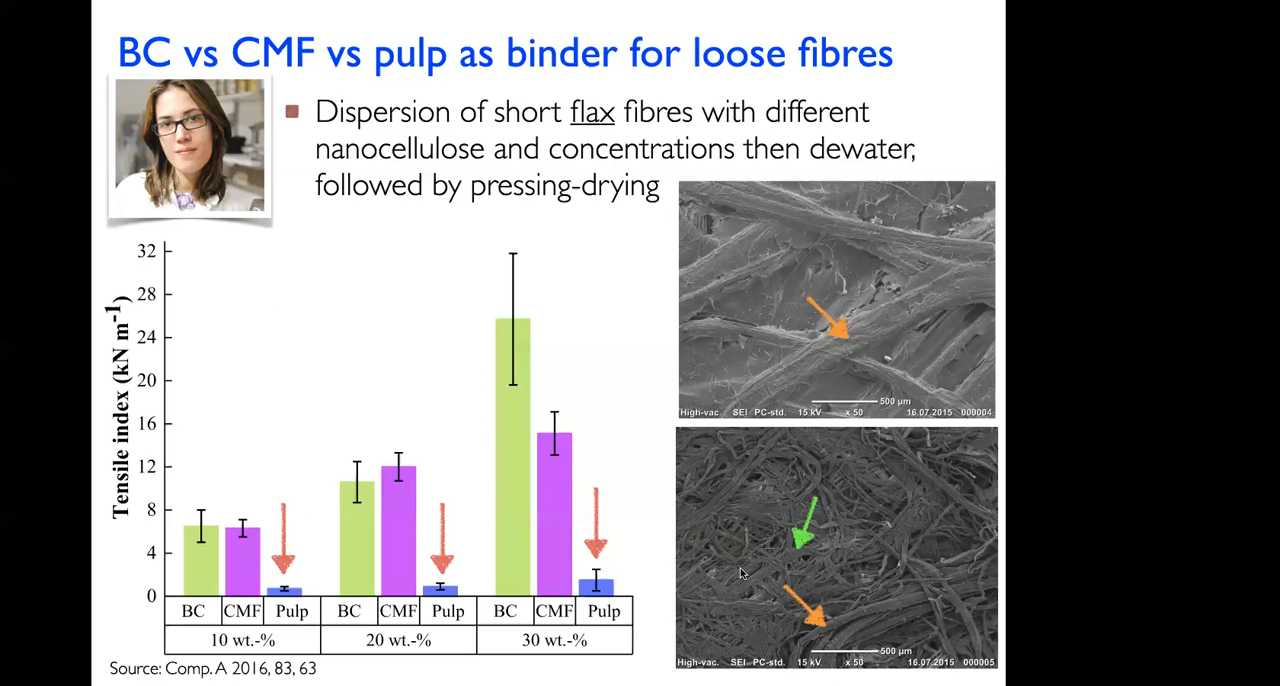 BC vs CMF vs pulp as binder for loose fibres
Dispersion of short flax fibres with different
nanocellulose and concentrations then dewater,
followed by pressing-drying
Tensile index (kN m-1)
32
28
24
20
16
12
8
4
0
BC CMF Pulp BC CMF Pulp BC CMF Pulp
10 wt.-% 20 wt.-% 30 wt.-%
500 µm
High-vac. SEI PC-std. 15 kV x 50 16.07.2015 000004
500 µm
High-vac. SEI PC-std. 15 kV x 50 16.07.2015 000005
Source: Comp. A 2016, 83, 63